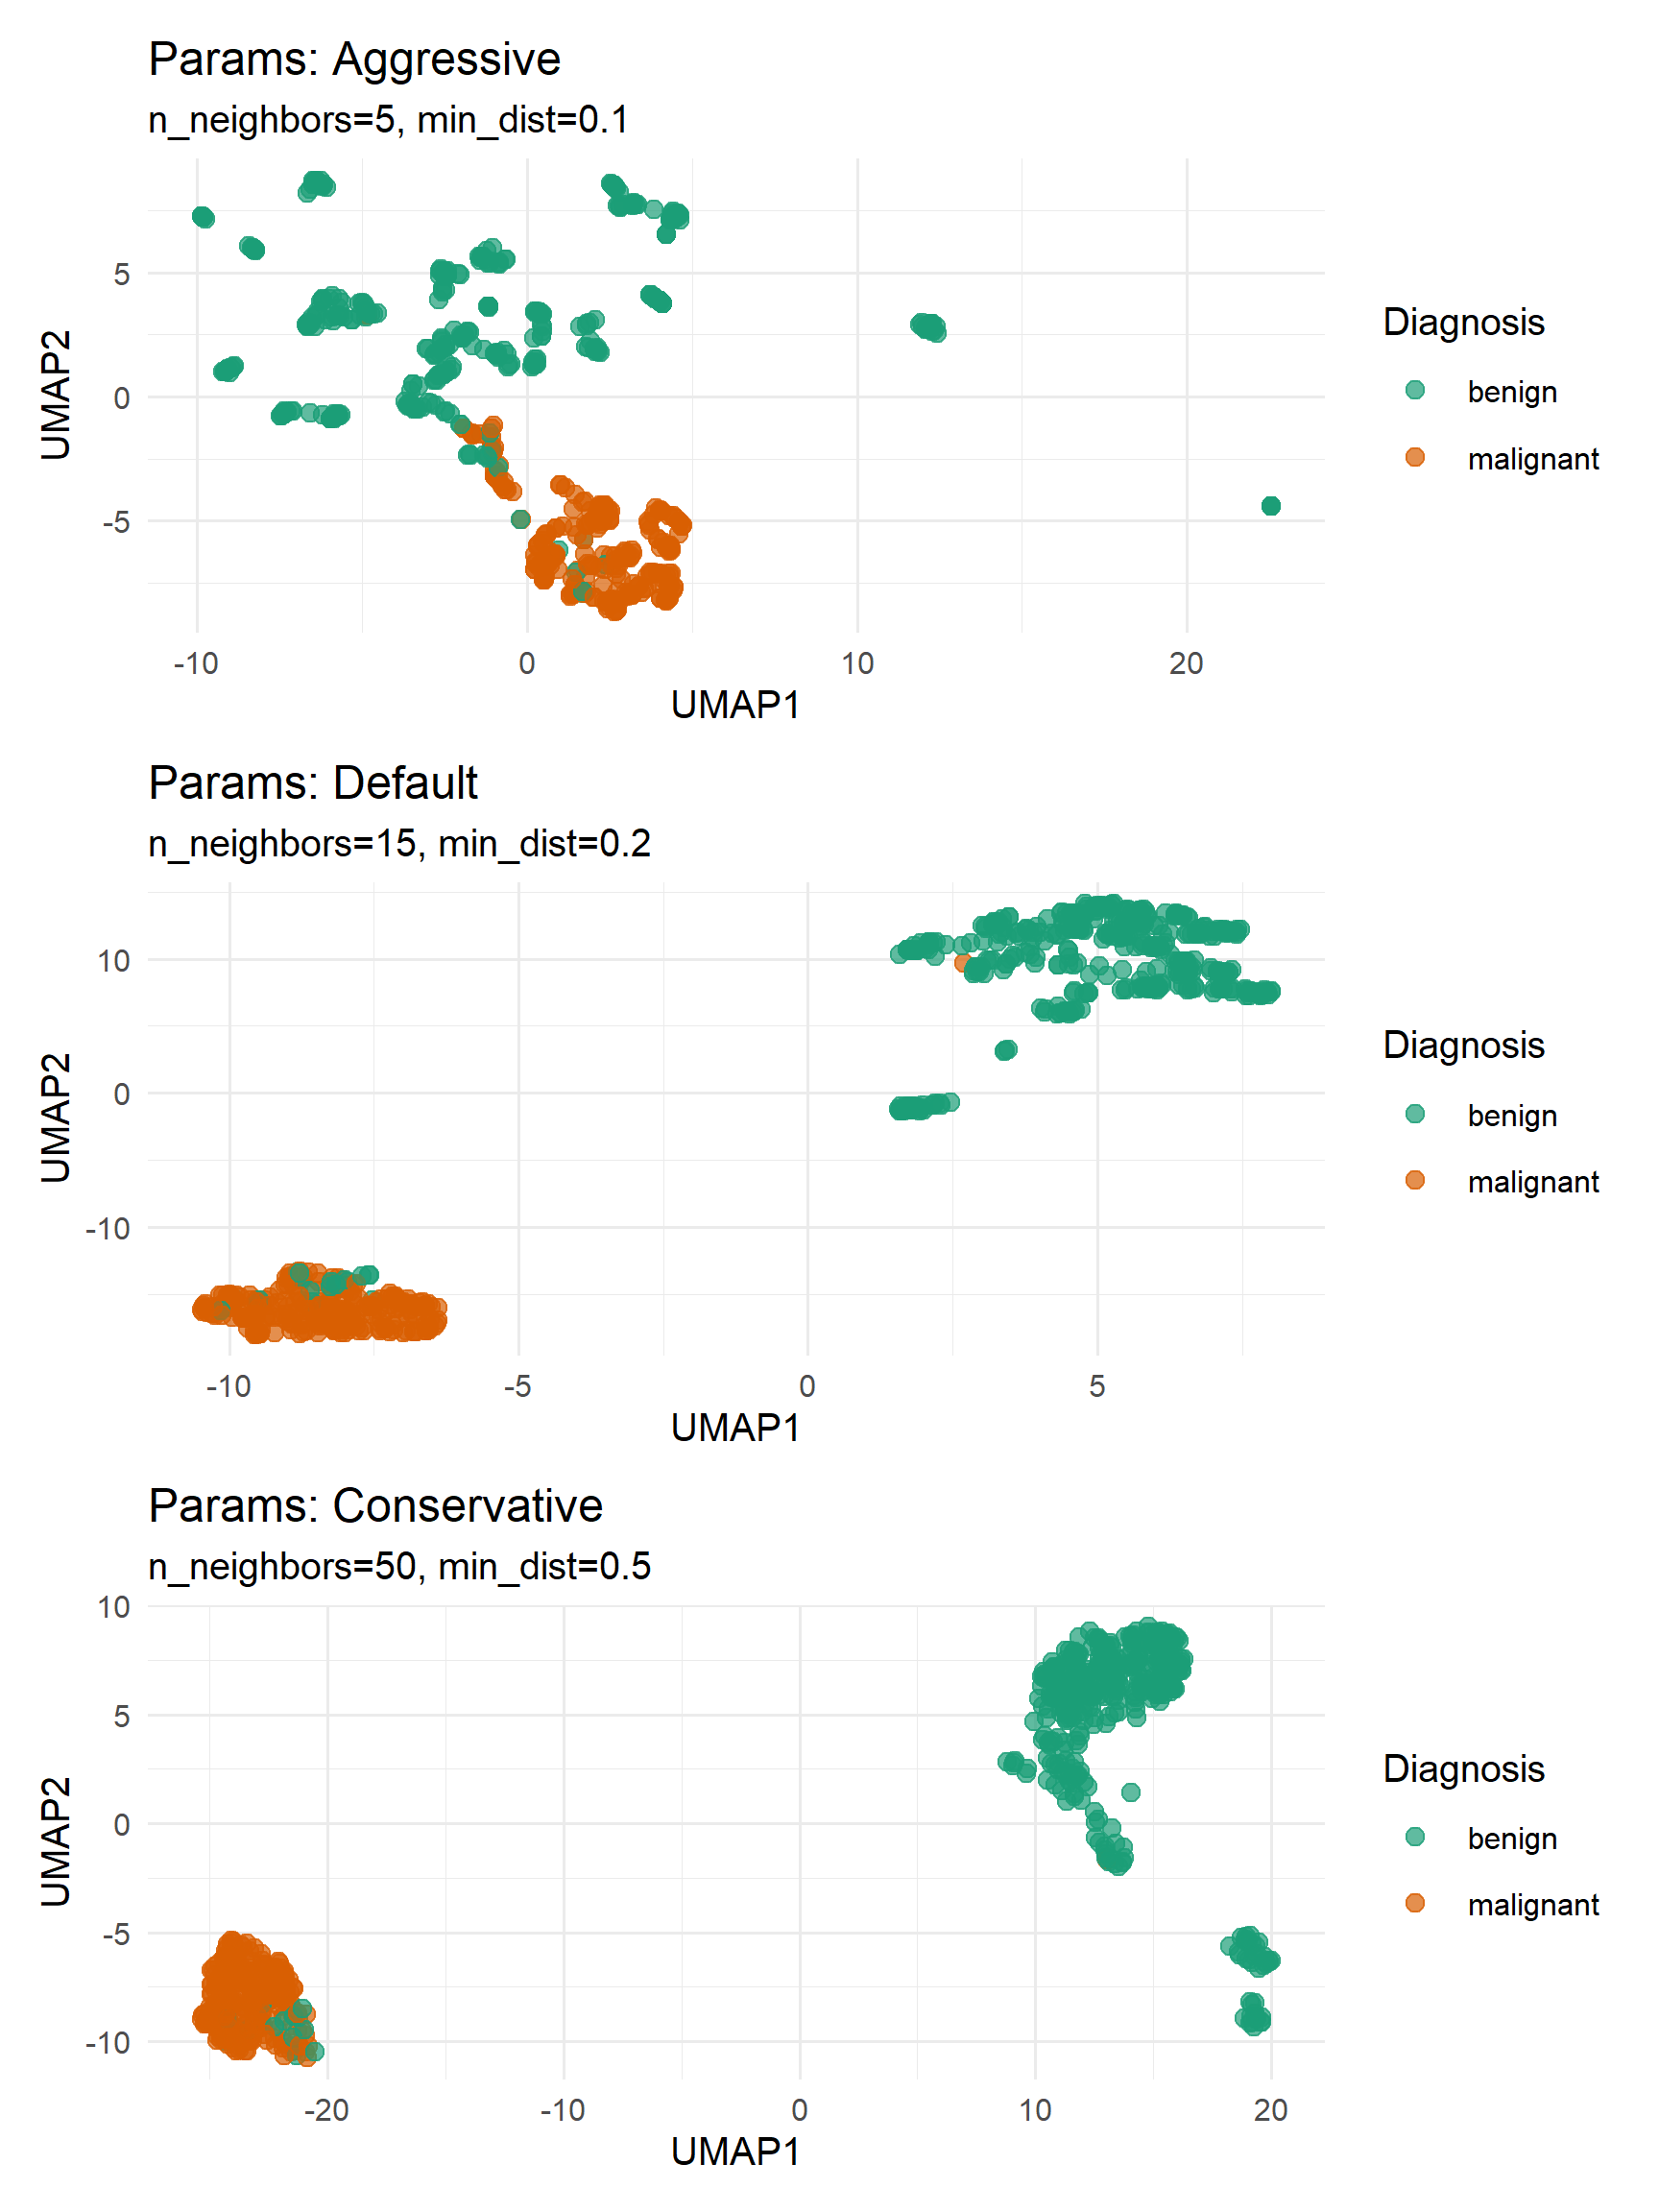 Params: Aggressive
n_neighbors=5, min_dist=0.1
UMAP2
5
0
-5
-10
0
10
20
UMAP1
Diagnosis
benign
malignant
Params: Default
n_neighbors=15, min_dist=0.2
UMAP2
10
0
-10
-10
-5
0
5
UMAP1
Diagnosis
benign
malignant
Params: Conservative
n_neighbors=50, min_dist=0.5
UMAP2
10
5
0
-5
-10
-20
-10
0
10
20
UMAP1
Diagnosis
benign
malignant